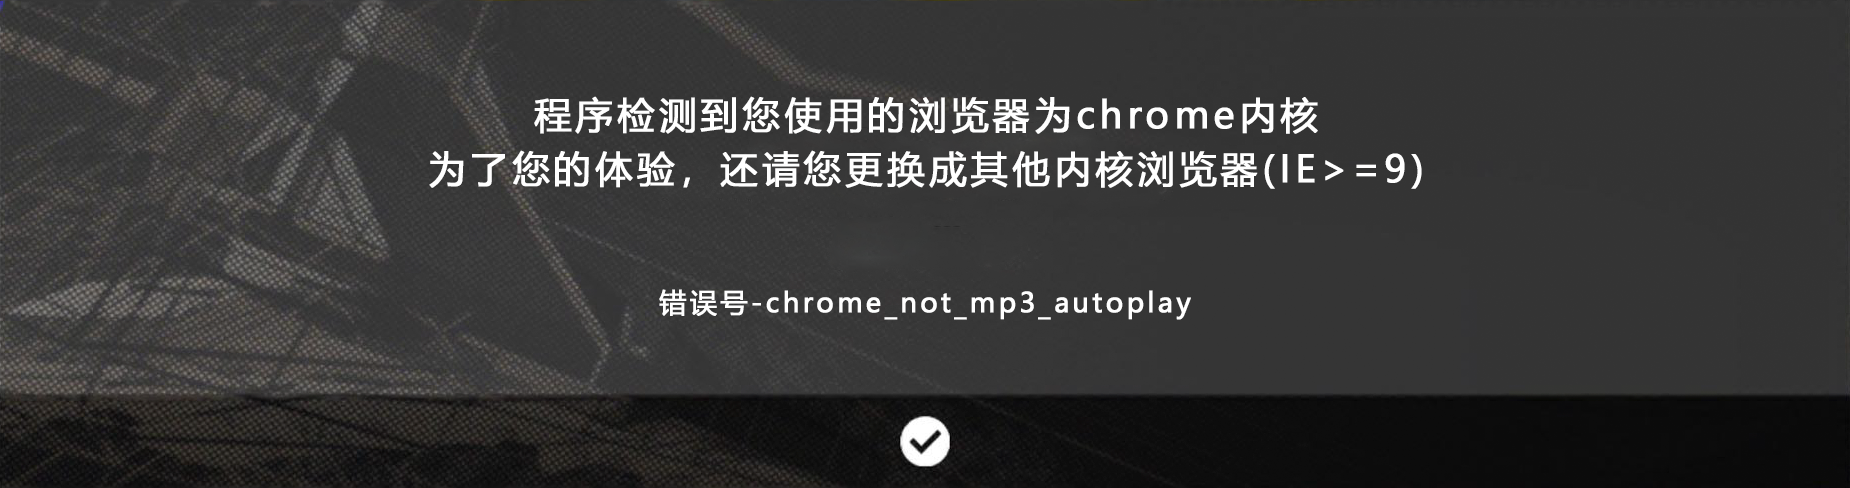 程序检测到您使用的浏览器为chrome内核
为了您的体验，还请您更换成其他内核浏览器(IE>=9)
错误号-chrome_not_mp3_autoplay